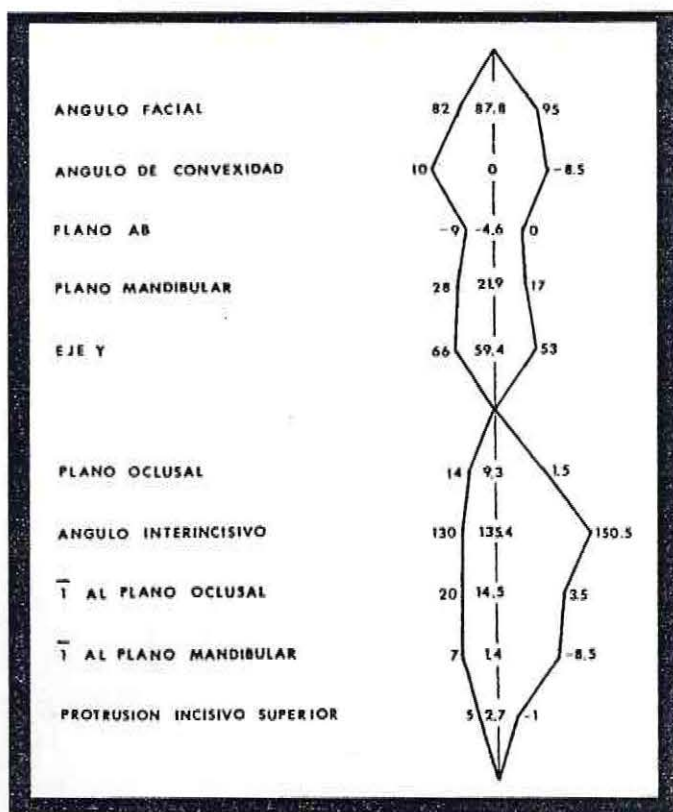 ANGULO FACIAL 82 87.8 95
ANGULO DE CONVEXIDAD 10 0 -8.5
PLANO AB -9 -4.6 0
PLANO MANDIBULAR 28 21.9 17
EJE Y 66 59.4 53
PLANO OCLUSAL 14 9.3 1.5
ANGULO INTERINCISIVO 130 135.4 150.5
1̅ AL PLANO OCLUSAL 20 14.5 3.5
1̅ AL PLANO MANDIBULAR 7 1.4 -8.5
PROTRUSION INCISIVO SUPERIOR 5 2.7 -1